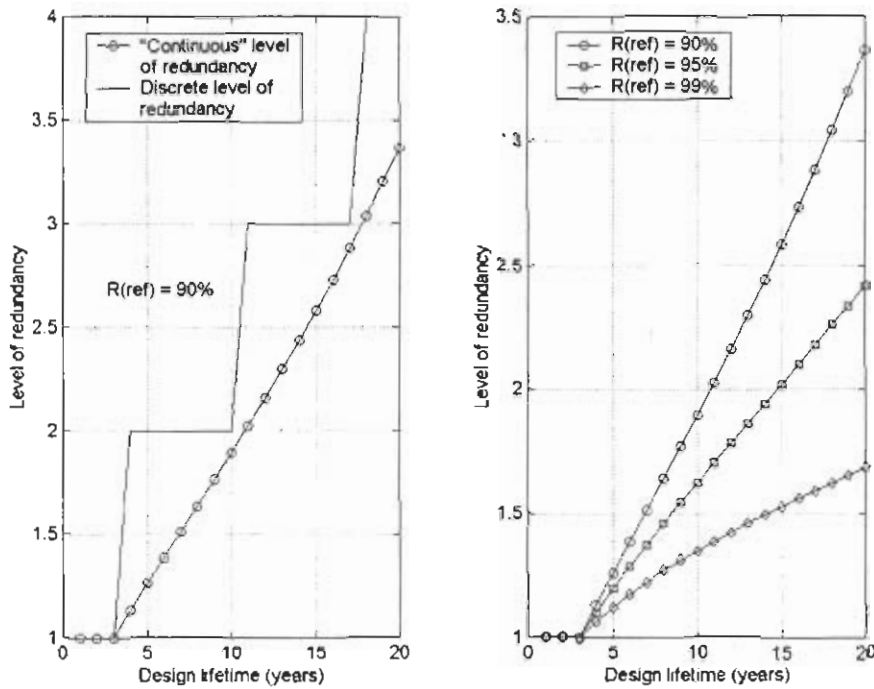 "Continuous" level
of redundancy
Discrete level of
redundancy
R(ref) = 90%
Level of redundancy
4
3.5
3
2.5
2
1.5
1
0 5 10 15 20
Design lifetime (years)
R(ref) = 90%
R(ref) = 95%
R(ref) = 99%
Level of redundancy
3.5
3
2.5
2
1.5
1
0 5 10 15 20
Design lifetime (years)